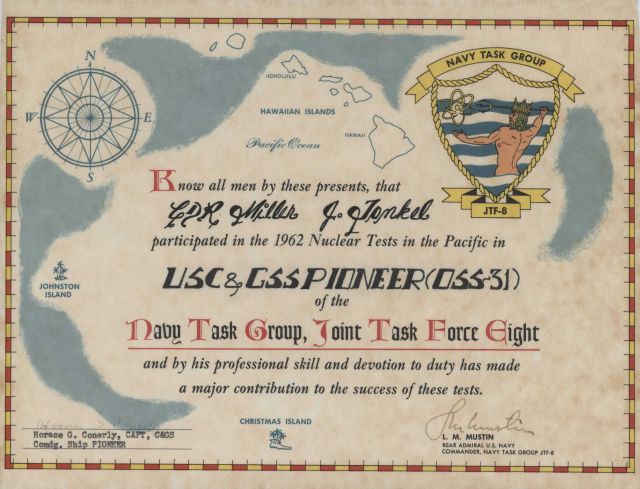 NAVY TASK GROUP
JTF-8
N
W E
S
HONOLULU
HAWAIIAN ISLANDS
HAWAII
Pacific Ocean
Know all men by these presents, that
CDR Miller J. Tonkel
participated in the 1962 Nuclear Tests in the Pacific in
USC&GSS PIONEER (OSS-31)
of the
Navy Task Group, Joint Task Force Eight
and by his professional skill and devotion to duty has made
a major contribution to the success of these tests.
JOHNSTON
ISLAND
CHRISTMAS ISLAND
Horace G. Conerly, CAPT, C&GS
Comdg. Ship PIONEER
L. M. MUSTIN
REAR ADMIRAL U.S. NAVY
COMMANDER, NAVY TASK GROUP JTF-8